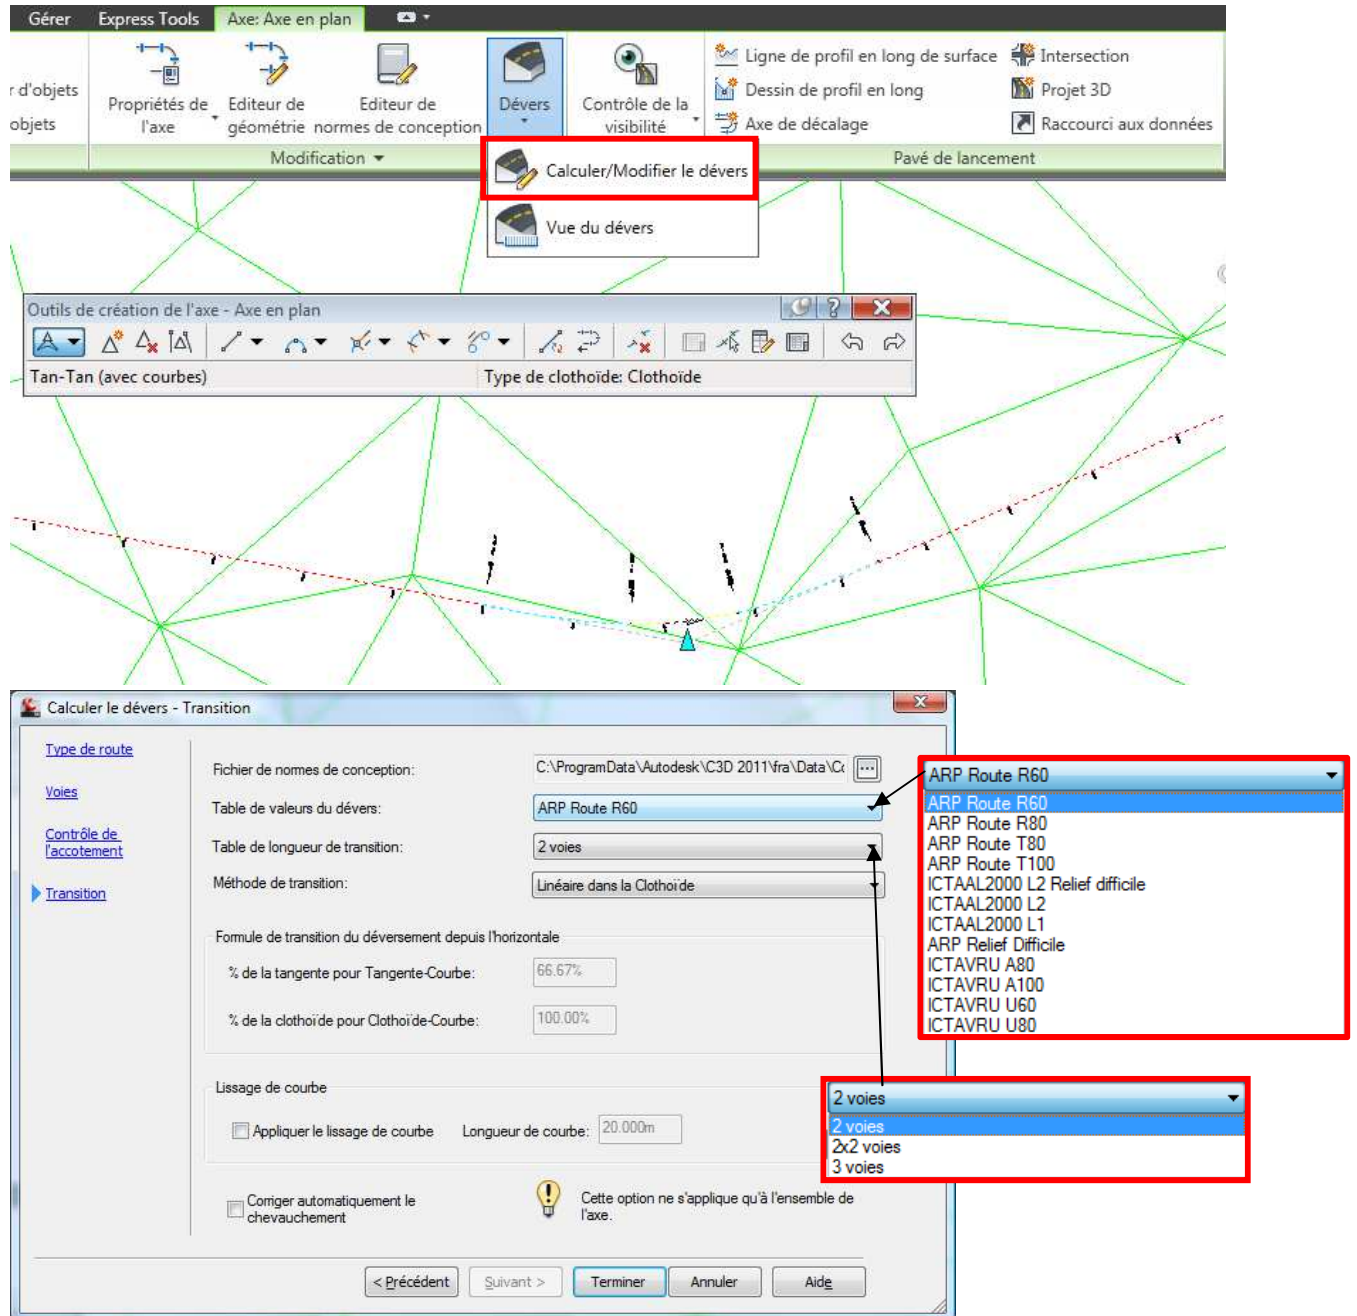 Gérer Express Tools Axe: Axe en plan
r d'objets
objets
Propriétés de l'axe
Editeur de géométrie
Editeur de normes de conception
Dévers
Contrôle de la visibilité
Ligne de profil en long de surface
Dessin de profil en long
Axe de décalage
Intersection
Projet 3D
Raccourci aux données
Modification
Pavé de lancement
Calculer/Modifier le dévers
Vue du dévers
Outils de création de l'axe - Axe en plan
Tan-Tan (avec courbes) Type de clothoïde: Clothoïde
Calculer le dévers - Transition
Type de route
Voies
Contrôle de
l'accotement
Transition
Fichier de normes de conception: C:\ProgramData\Autodesk\C3D 2011\fra\Data\Cc ...
Table de valeurs du dévers: ARP Route R60
Table de longueur de transition: 2 voies
Méthode de transition: Linéaire dans la Clothoïde
Formule de transition du déversement depuis l'horizontale
% de la tangente pour Tangente-Courbe: 66.67%
% de la clothoïde pour Clothoïde-Courbe: 100.00%
Lissage de courbe
Appliquer le lissage de courbe Longueur de courbe: 20.000m
Corriger automatiquement le
chevauchement
Cette option ne s'applique qu'à l'ensemble de
l'axe.
< Précédent Suivant > Terminer Annuler Aide
ARP Route R60
ARP Route R60
ARP Route R80
ARP Route T80
ARP Route T100
ICTAAL2000 L2 Relief difficile
ICTAAL2000 L2
ICTAAL2000 L1
ARP Relief Difficile
ICTAVRU A80
ICTAVRU A100
ICTAVRU U60
ICTAVRU U80
2 voies
2 voies
2x2 voies
3 voies